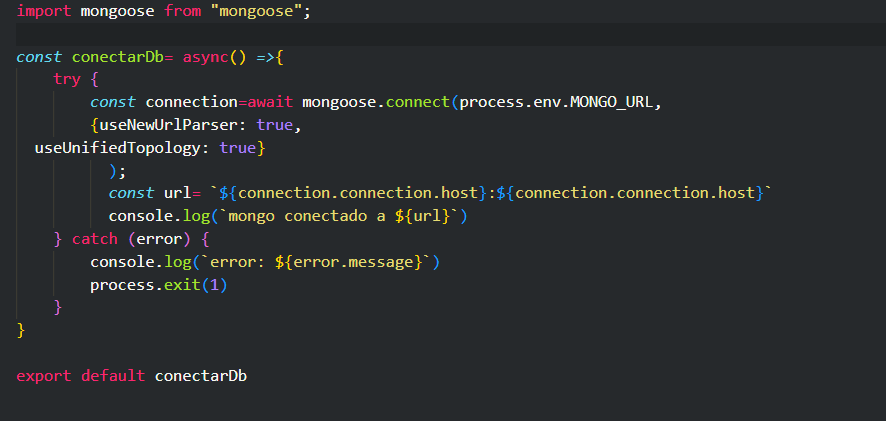 import mongoose from "mongoose";
const conectarDb= async() =>{
try {
const connection=await mongoose.connect(process.env.MONGO_URL,
{useNewUrlParser: true,
useUnifiedTopology: true}
);
const url= `${connection.connection.host}:${connection.connection.host}`
console.log(`mongo conectado a ${url}`)
} catch (error) {
console.log(`error: ${error.message}`)
process.exit(1)
}
}
export default conectarDb